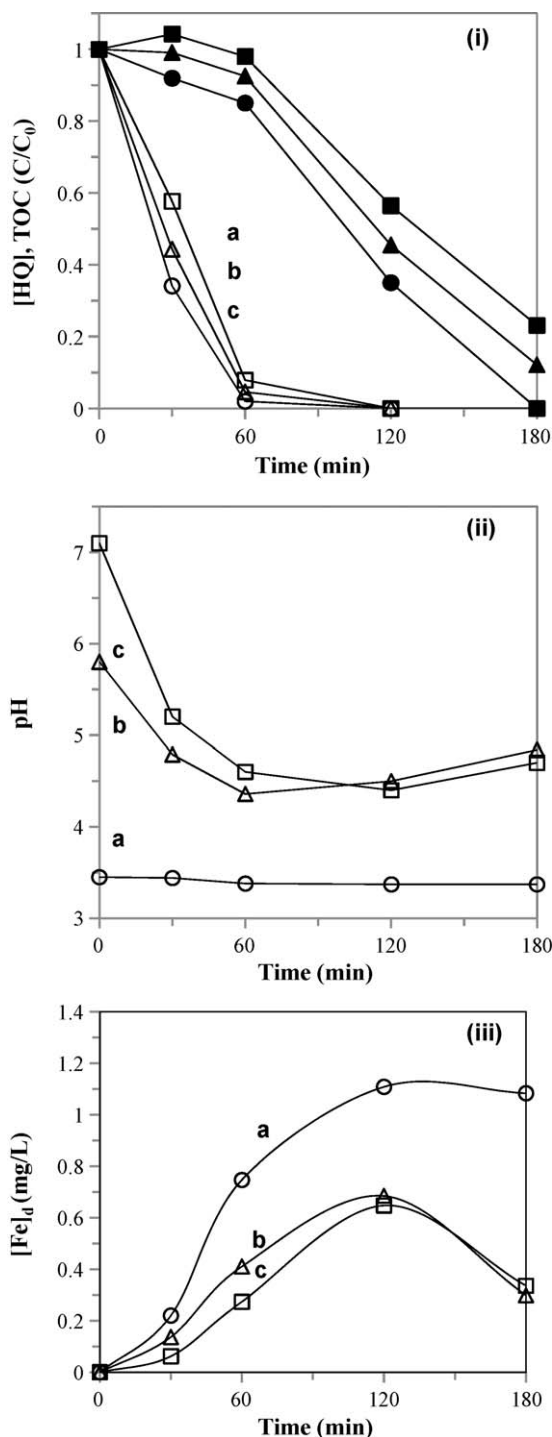 (i)
[HQ], TOC (C/C₀)
1
0.8
0.6
0.4
0.2
0
a
b
c
0 60 120 180
Time (min)
(ii)
pH
7
6
5
4
3
c
b
a
0 60 120 180
Time (min)
(iii)
[Fe]d (mg/L)
1.4
1.2
1
0.8
0.6
0.4
0.2
0
a
b
c
0 60 120 180
Time (min)